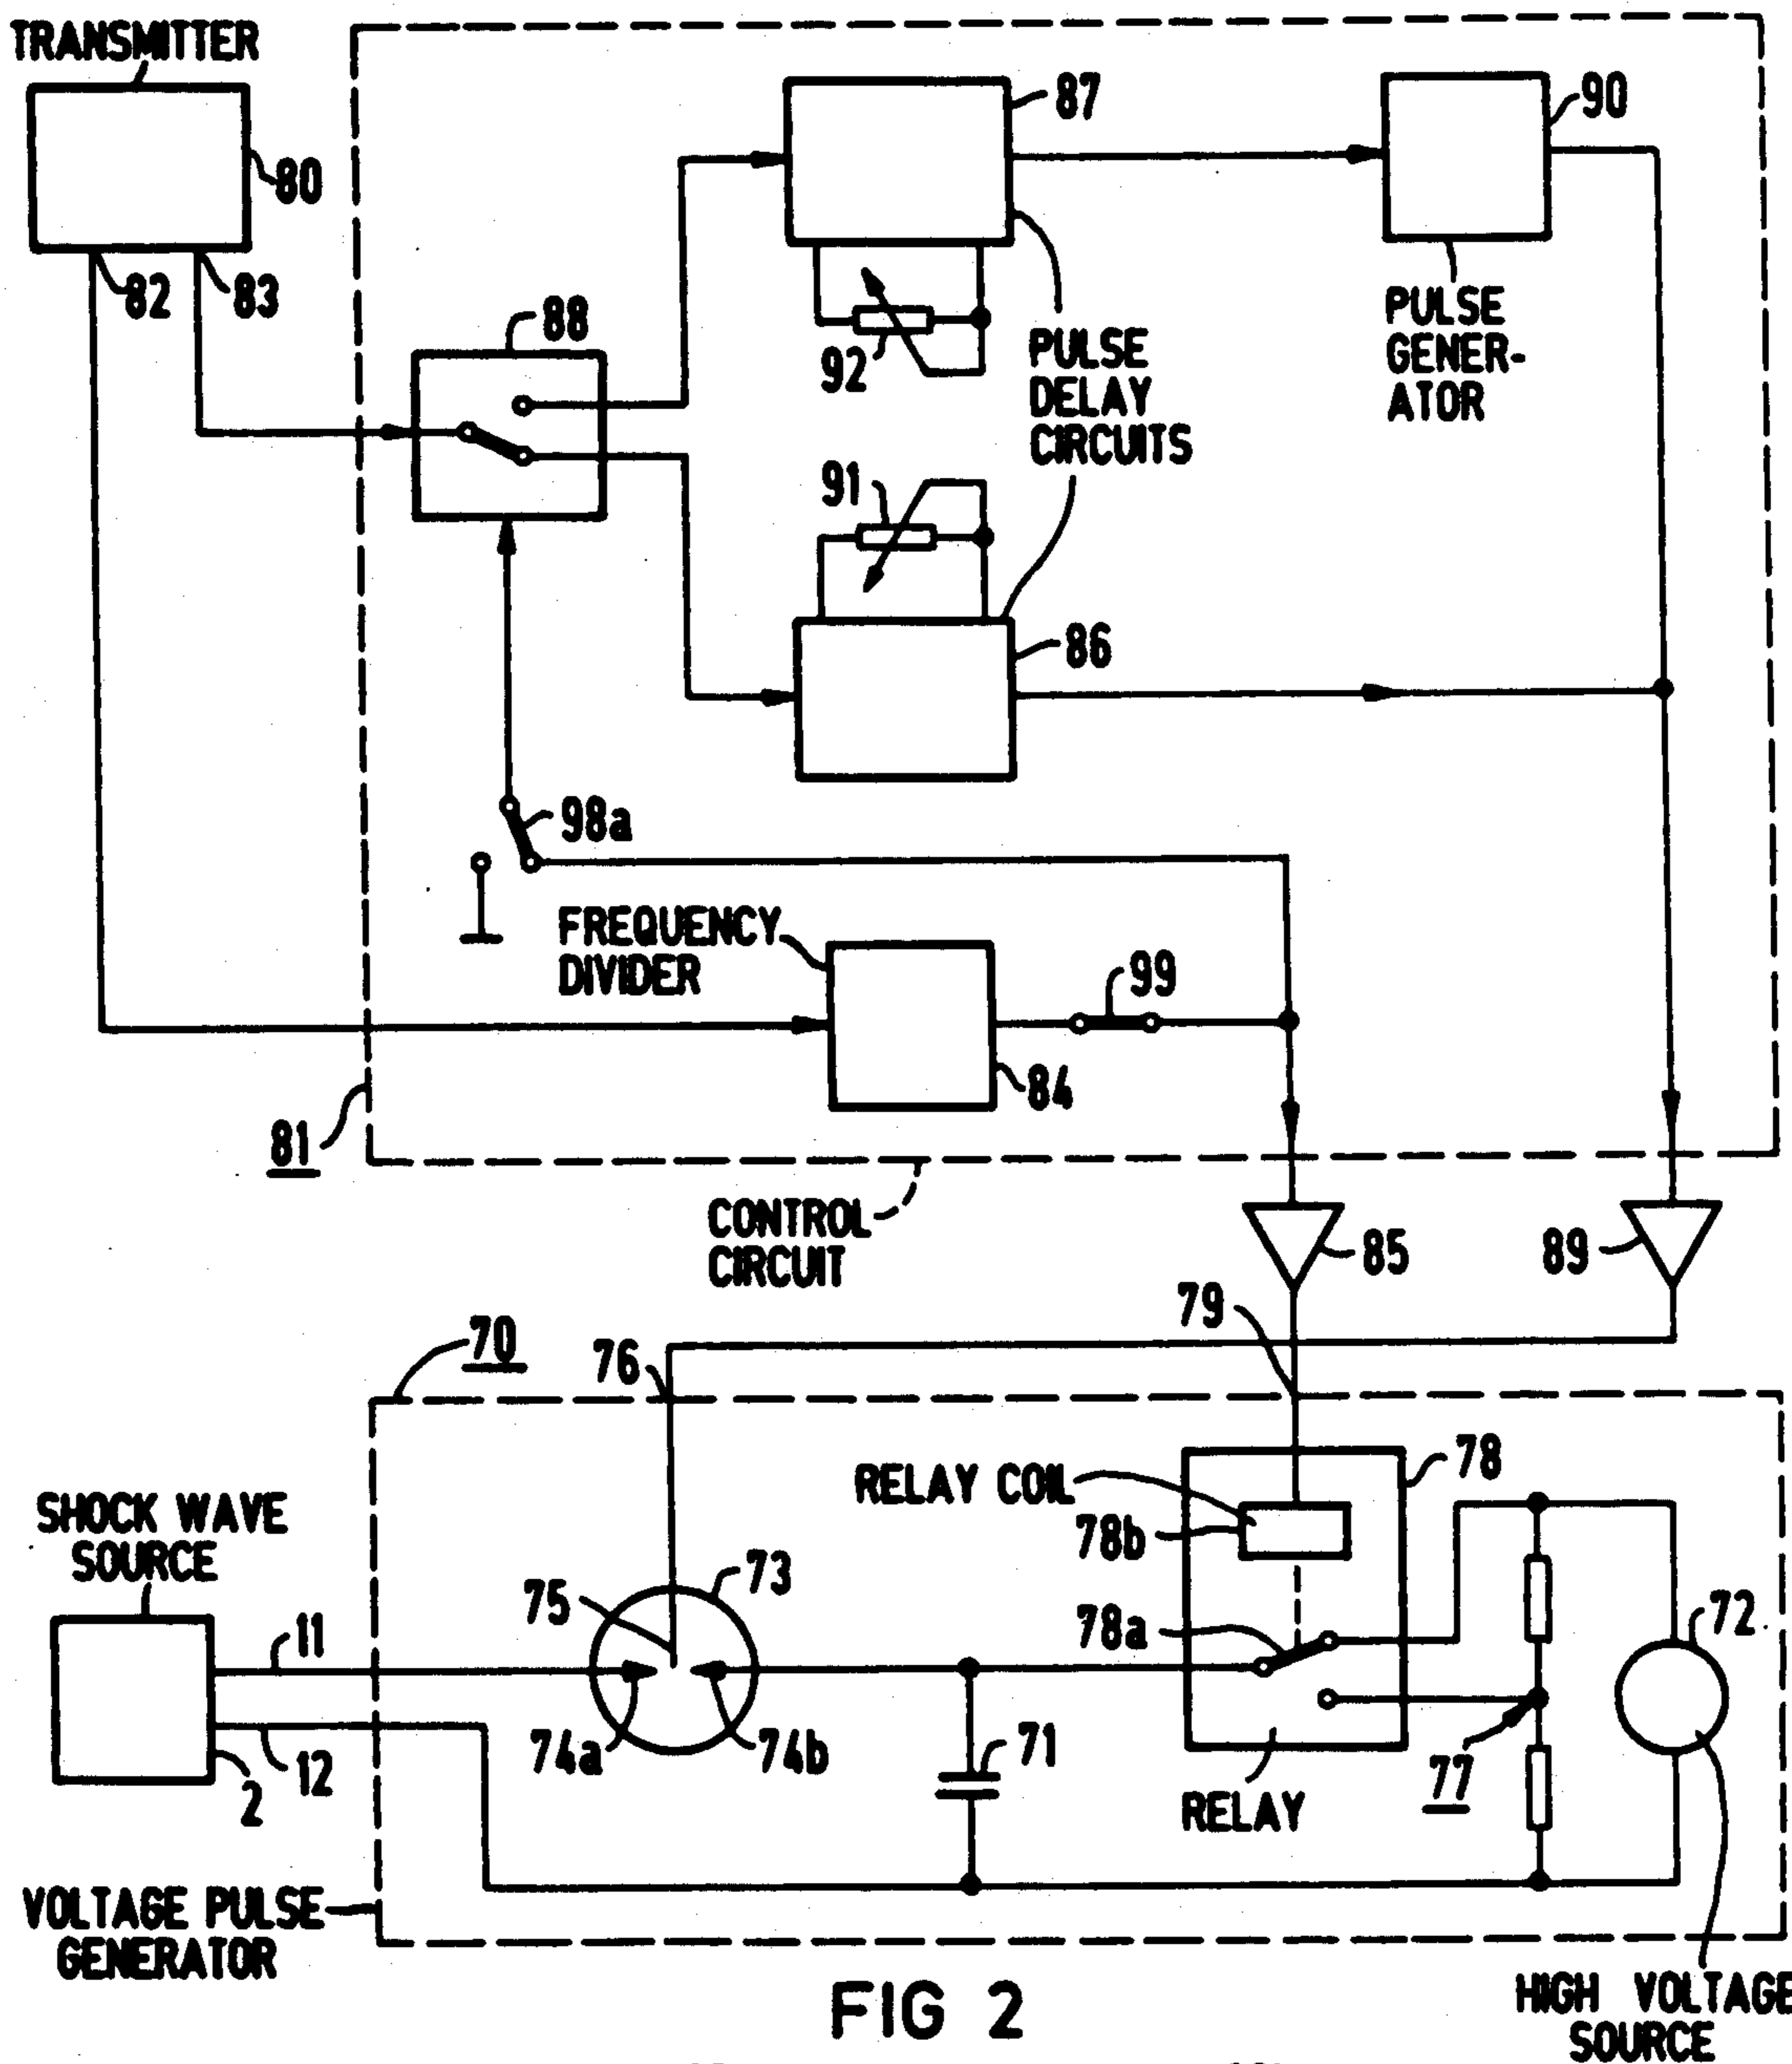 TRANSMITTER
80
82
83
87
90
88
92
PULSE
DELAY
CIRCUITS
PULSE
GENER-
ATOR
91
86
98a
FREQUENCY
DIVIDER
99
84
81
CONTROL
CIRCUIT
85
89
79
70
76
RELAY COIL
78
78b
SHOCK WAVE
SOURCE
75
73
78a
72
11
74a
74b
71
12
2
77
RELAY
VOLTAGE PULSE
GENERATOR
FIG 2
HIGH VOLTAGE
SOURCE